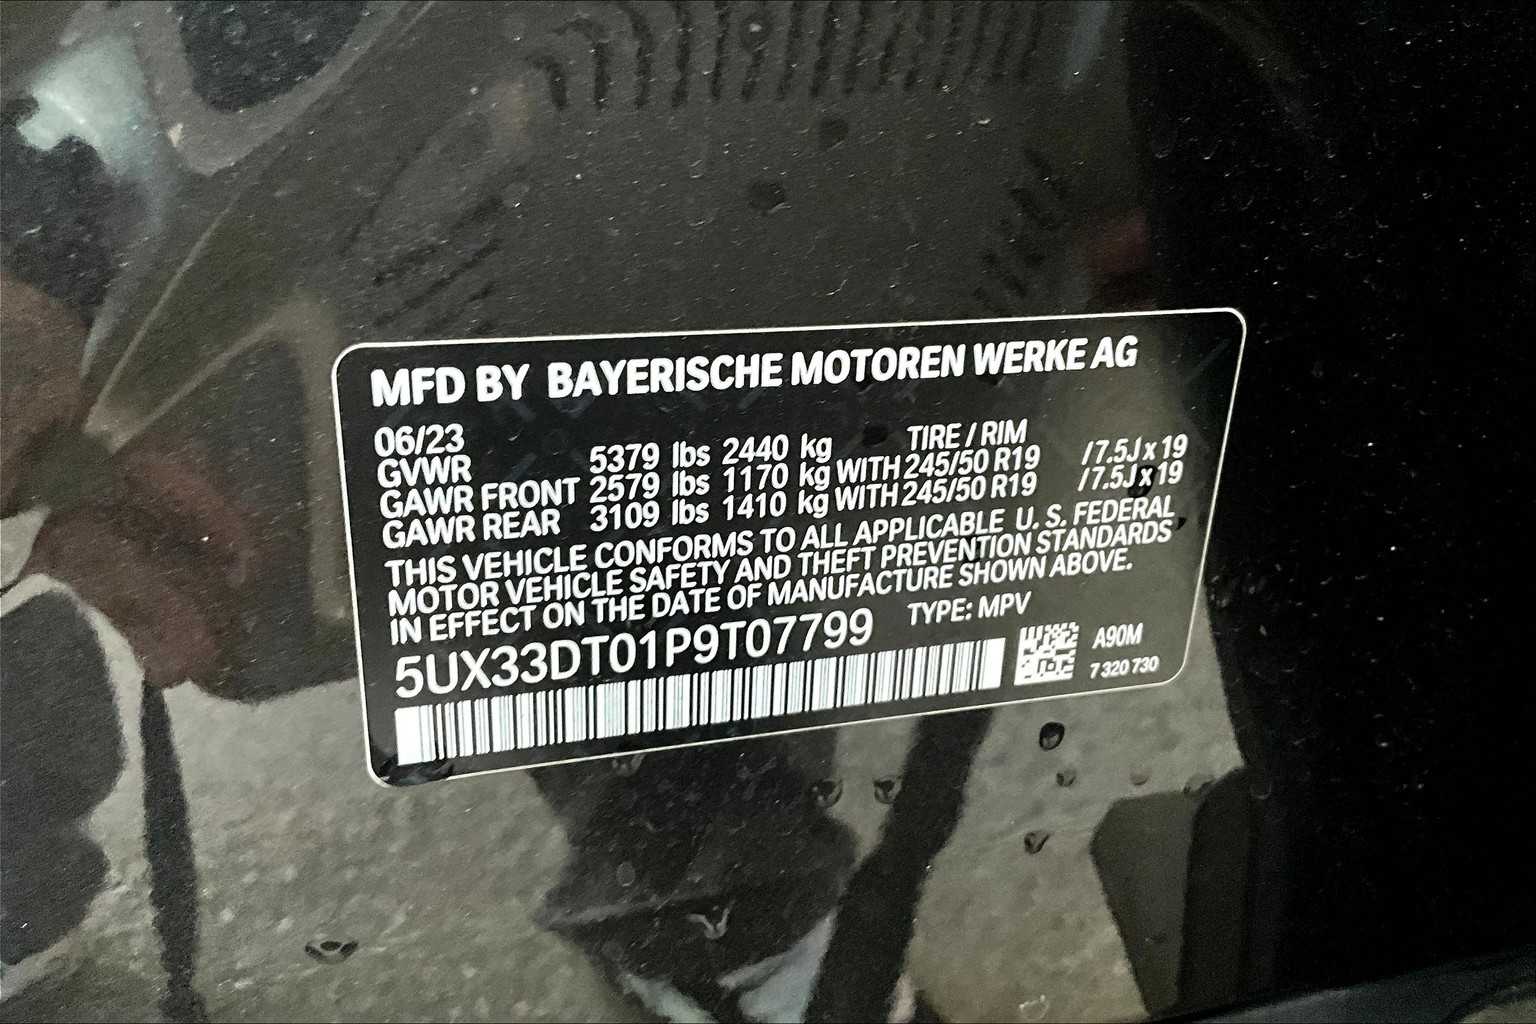 MFD BY BAYERISCHE MOTOREN WERKE AG
06/23 TIRE / RIM
GVWR 5379 lbs 2440 kg
GAWR FRONT 2579 lbs 1170 kg WITH 245/50 R19 /7.5J x 19
GAWR REAR 3109 lbs 1410 kg WITH 245/50 R19 /7.5J x 19
THIS VEHICLE CONFORMS TO ALL APPLICABLE U. S. FEDERAL
MOTOR VEHICLE SAFETY AND THEFT PREVENTION STANDARDS
IN EFFECT ON THE DATE OF MANUFACTURE SHOWN ABOVE.
5UX33DT01P9T07799 TYPE: MPV
A90M
7 320 730